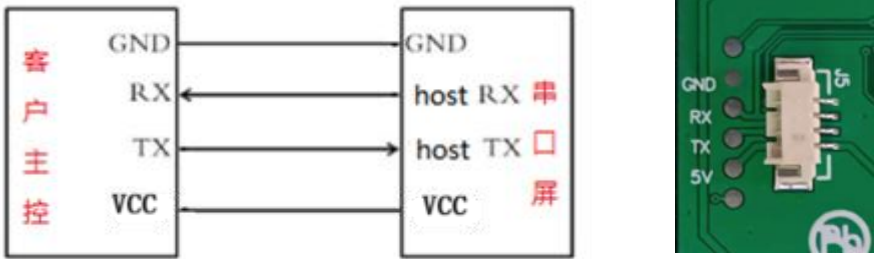 客户主控
GND
RX
TX
VCC
GND
host RX
host TX
VCC
串口屏
GND
RX
TX
5V
J5
Pb